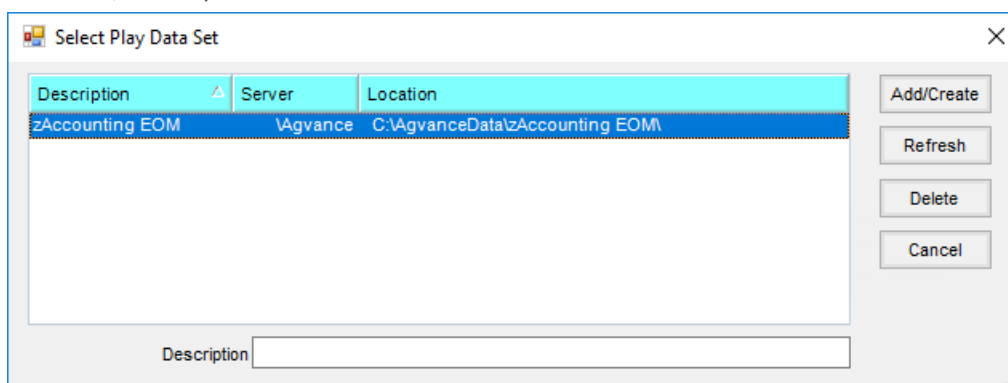 Select Play Data Set
Description Server Location
zAccounting EOM \Agvance C:\AgvanceData\zAccounting EOM\
Add/Create
Refresh
Delete
Cancel
Description